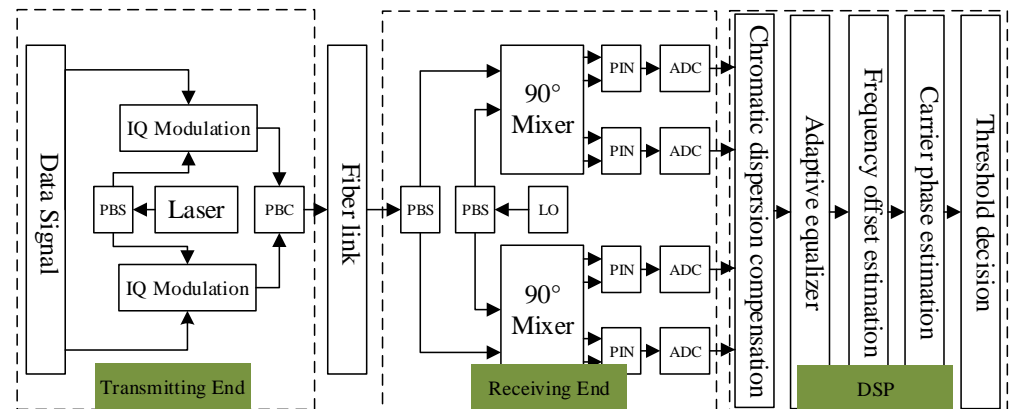 Data Signal
IQ Modulation
PBS
Laser
PBC
IQ Modulation
Transmitting End
Fiber link
PBS
PBS
LO
90°
Mixer
90°
Mixer
PIN
ADC
PIN
ADC
PIN
ADC
PIN
ADC
Receiving End
Chromatic dispersion compensation
Adaptive equalizer
Frequency offset estimation
Carrier phase estimation
Threshold decision
DSP